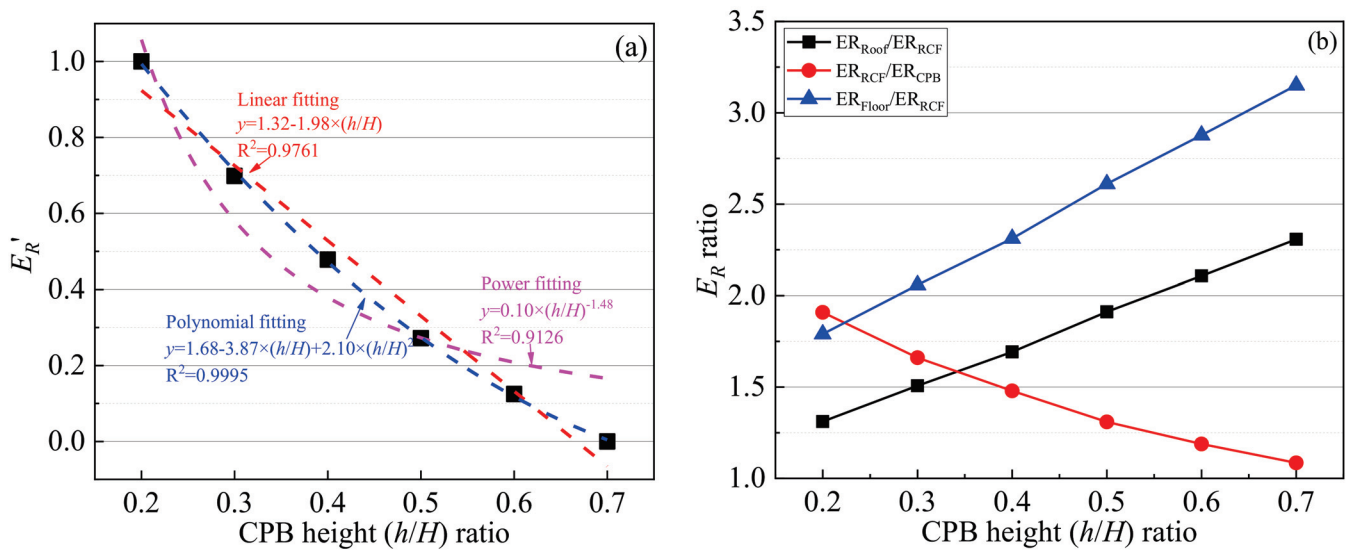 (a)
1.0
0.8
0.6
0.4
0.2
0.0
E_R'
Linear fitting
y=1.32-1.98×(h/H)
R²=0.9761
Power fitting
y=0.10×(h/H)^-1.48
R²=0.9126
Polynomial fitting
y=1.68-3.87×(h/H)+2.10×(h/H)²
R²=0.9995
0.2 0.3 0.4 0.5 0.6 0.7
CPB height (h/H) ratio
(b)
3.5
3.0
2.5
2.0
1.5
1.0
E_R ratio
ER_Roof/ER_RCF
ER_RCF/ER_CPB
ER_Floor/ER_RCF
0.2 0.3 0.4 0.5 0.6 0.7
CPB height (h/H) ratio